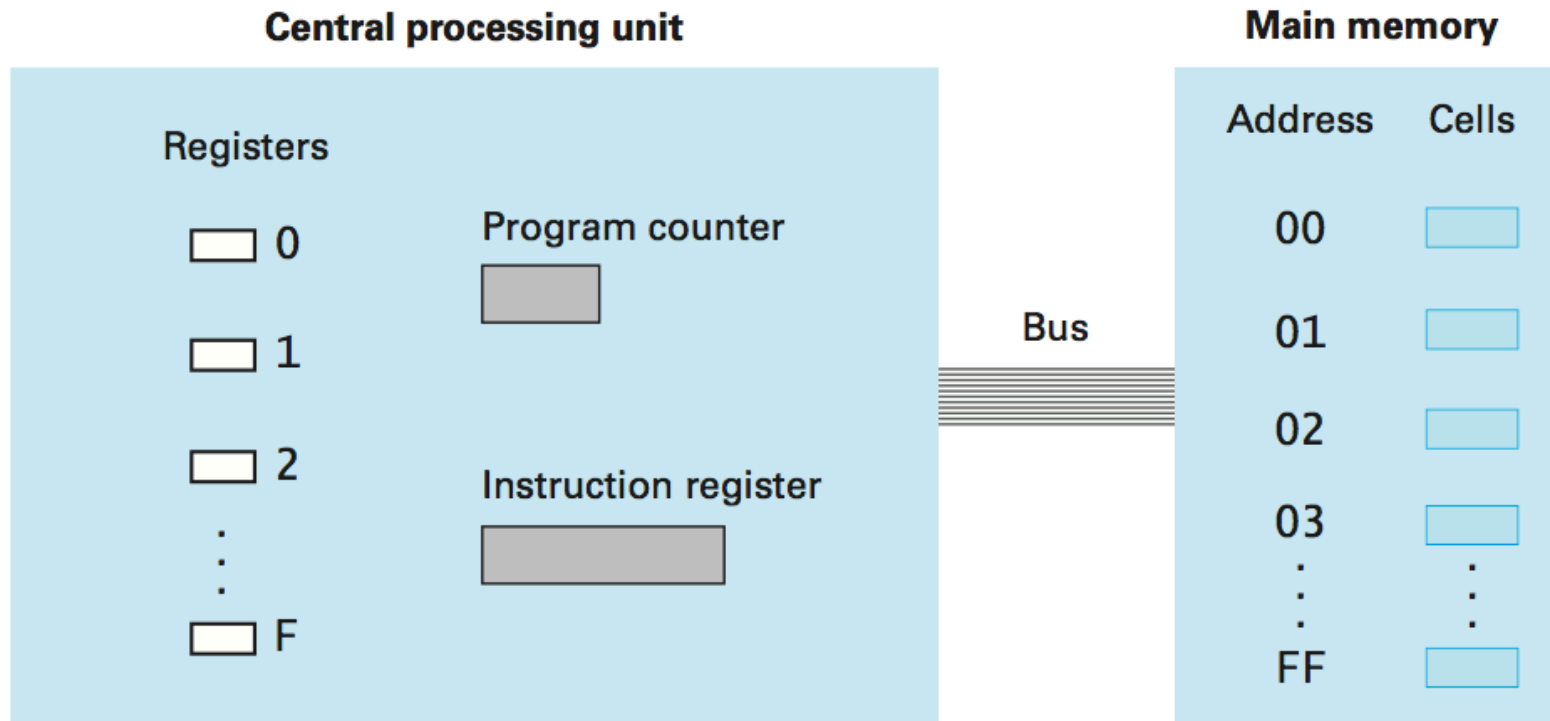 Central processing unit
Registers
0
1
2
F
Program counter
Instruction register
Bus
Main memory
Address Cells
00
01
02
03
FF